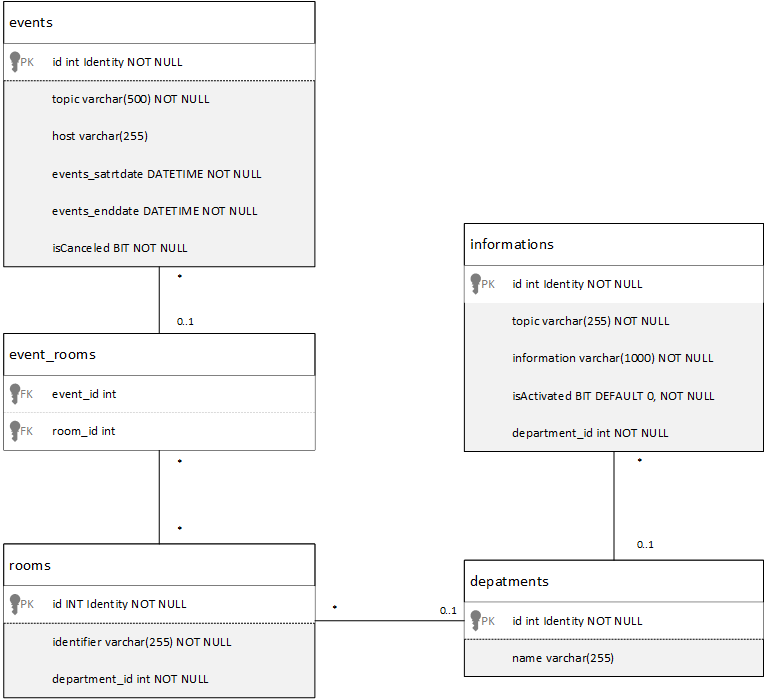 events
PK id int Identity NOT NULL
topic varchar(500) NOT NULL
host varchar(255)
events_satrtdate DATETIME NOT NULL
events_enddate DATETIME NOT NULL
isCanceled BIT NOT NULL
*
0..1
event_rooms
FK event_id int
FK room_id int
*
*
rooms
PK id INT Identity NOT NULL
identifier varchar(255) NOT NULL
department_id int NOT NULL
*
0..1
informations
PK id int Identity NOT NULL
topic varchar(255) NOT NULL
information varchar(1000) NOT NULL
isActivated BIT DEFAULT 0, NOT NULL
department_id int NOT NULL
*
0..1
depatments
PK id int Identity NOT NULL
name varchar(255)